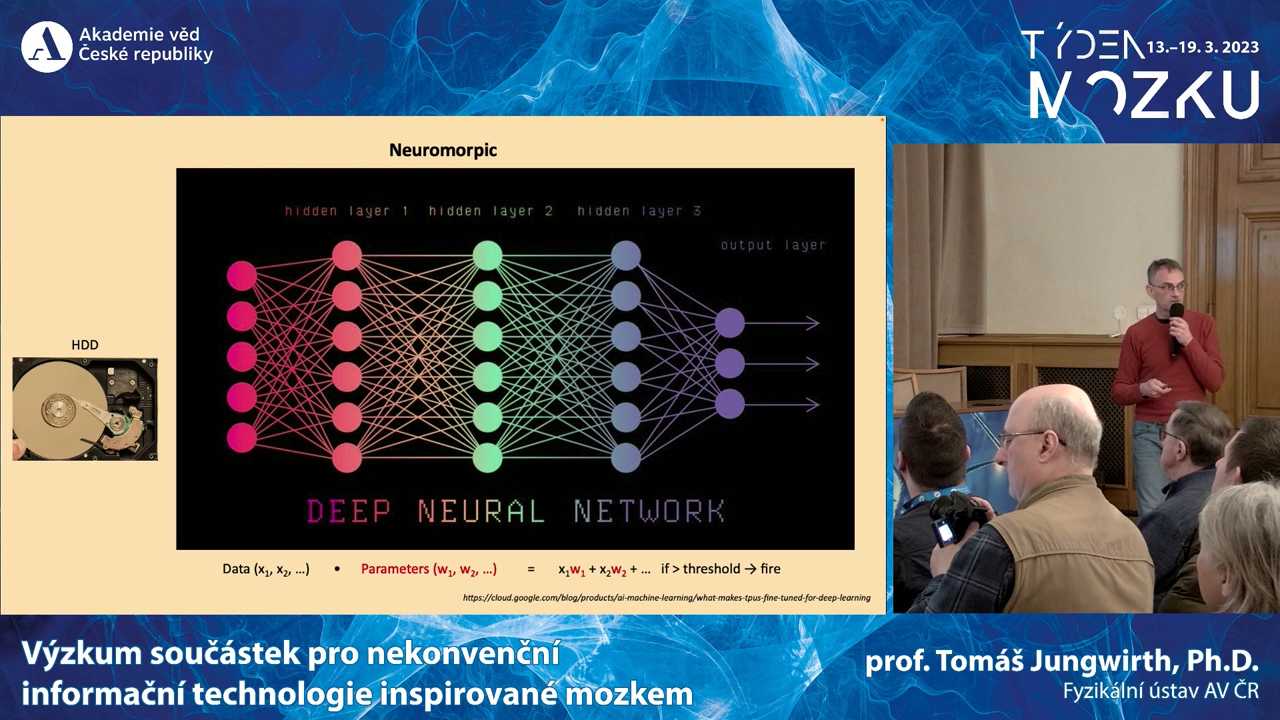 Akademie věd
České republiky
TÝDEN 13.–19. 3. 2023
MOZKU
Neuromorpic
hidden layer 1 hidden layer 2 hidden layer 3
output layer
HDD
DEEP NEURAL NETWORK
Data (x₁, x₂, ...) • Parameters (w₁, w₂, ...) = x₁w₁ + x₂w₂ + ... if > threshold → fire
https://cloud.google.com/blog/products/ai-machine-learning/what-makes-tpus-fine-tuned-for-deep-learning
Výzkum součástek pro nekonvenční
informační technologie inspirované mozkem
prof. Tomáš Jungwirth, Ph.D.
Fyzikální ústav AV ČR